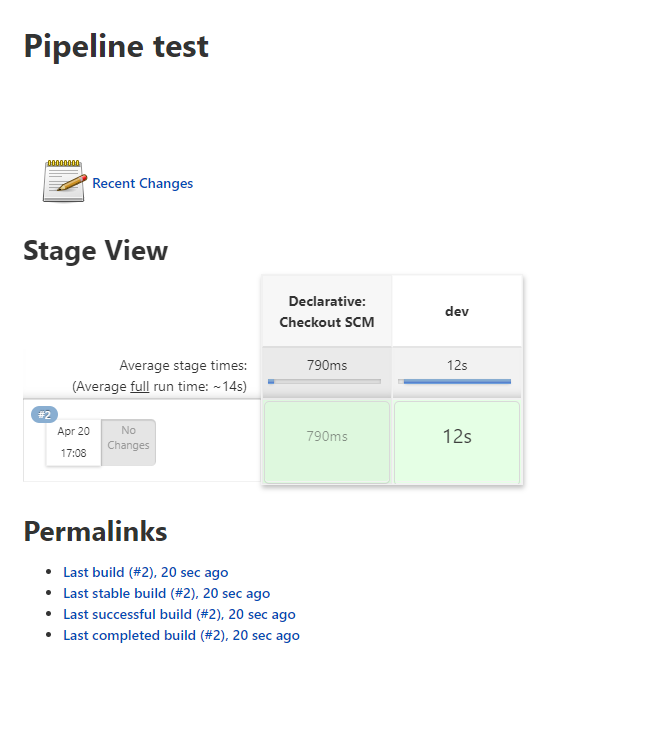 Pipeline test
Recent Changes
Stage View
Declarative:
Checkout SCM
dev
Average stage times:
(Average full run time: ~14s)
790ms
12s
#2
Apr 20
17:08
No
Changes
790ms
12s
Permalinks
Last build (#2), 20 sec ago
Last stable build (#2), 20 sec ago
Last successful build (#2), 20 sec ago
Last completed build (#2), 20 sec ago